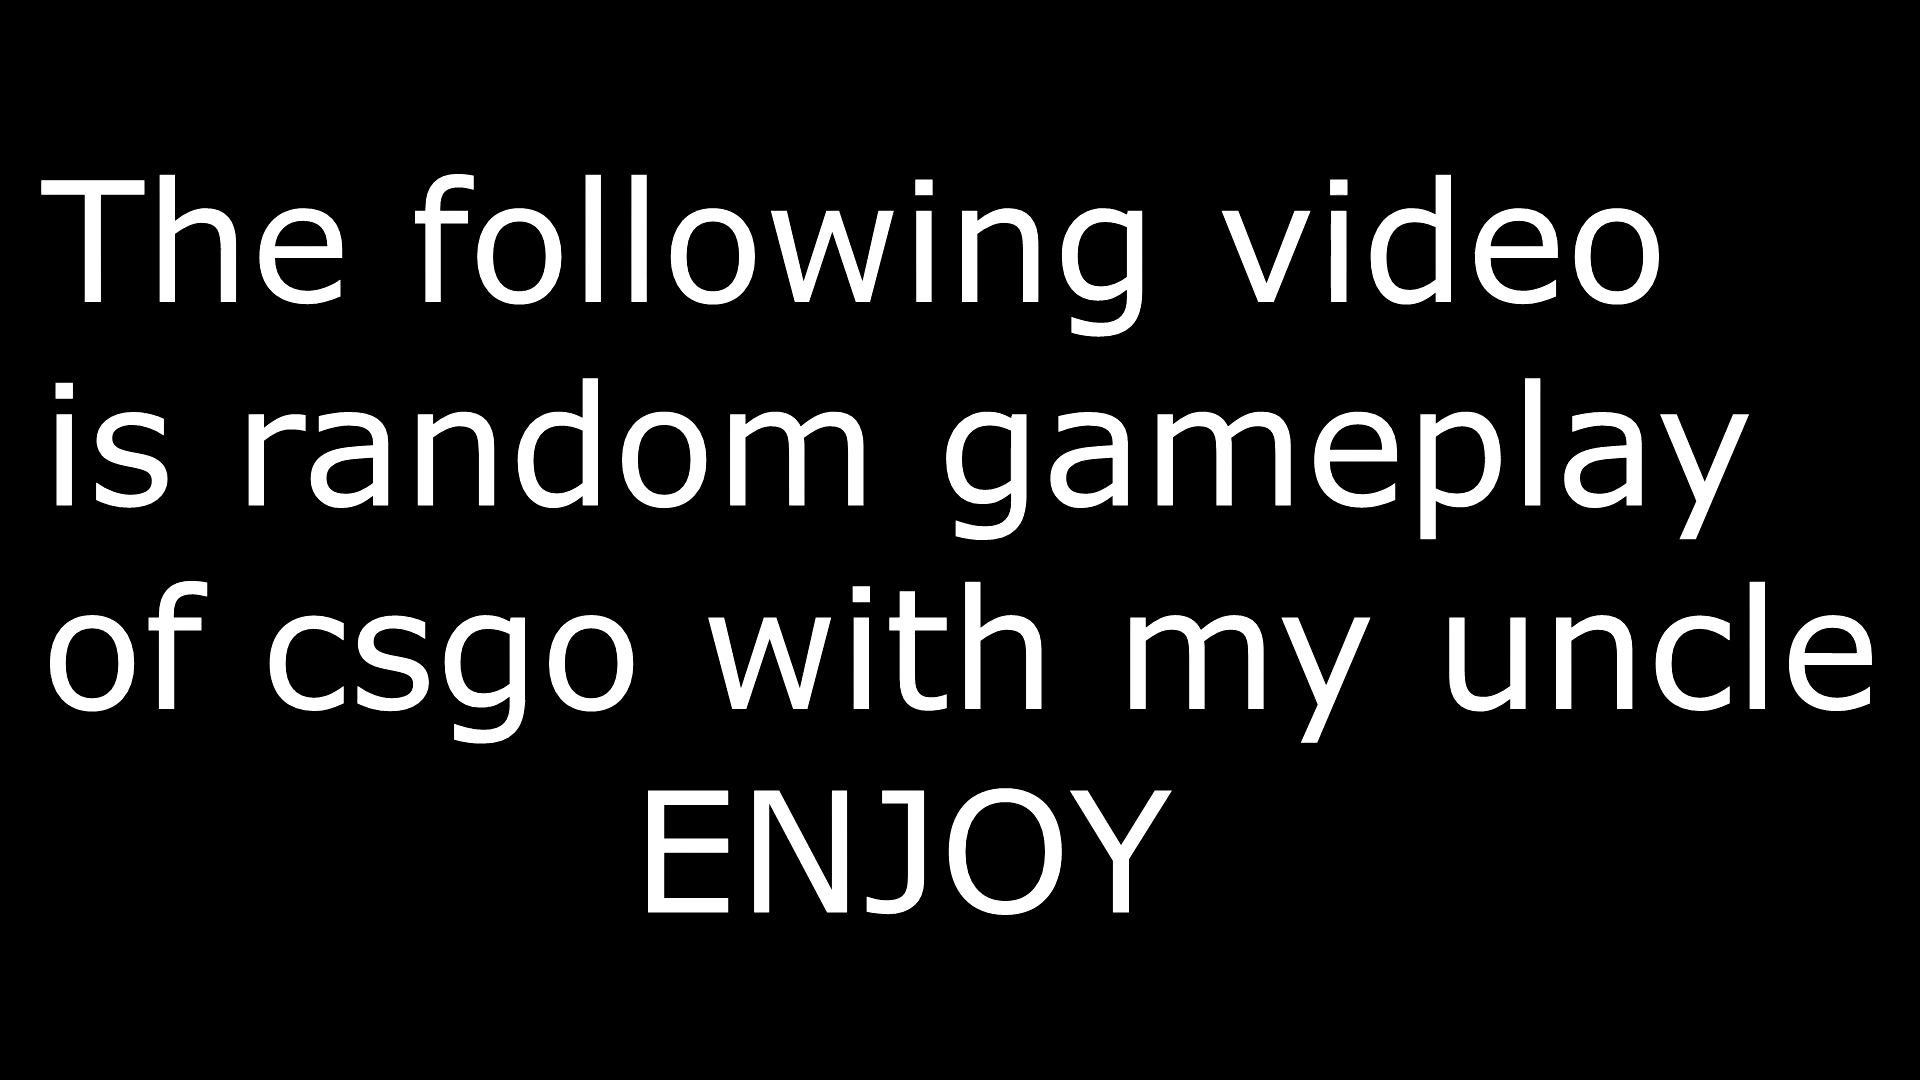 The following video
is random gameplay
of csgo with my uncle
ENJOY